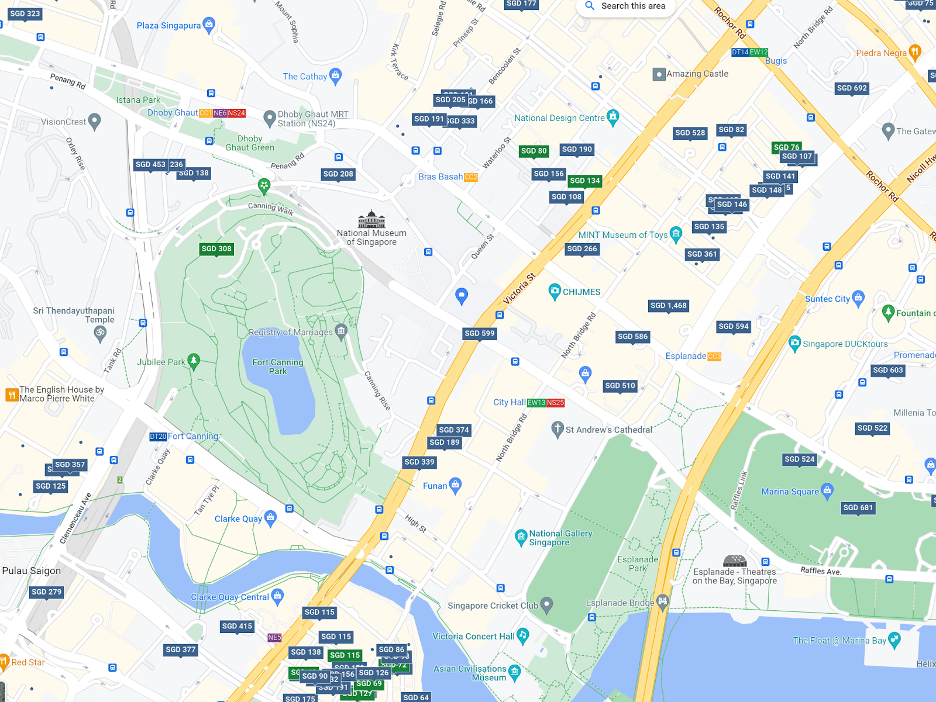 SGD 177
SGD 75
SGD 323
Search this area
Rochor Rd
North Bridge Rd
Plaza Singapura
Mount Sophia
Selegie Rd
Prinsep St
Kirk Terrace
Bencoolen St
DT14 EW12
Bugis
Piedra Negra
Penang Rd
The Cathay
Amazing Castle
SGD 692
Istana Park
SGD 205
SGD 166
Dhoby Ghaut
NE6 NS24
Dhoby Ghaut MRT
Station (NS24)
VisionCrest
SGD 191
SGD 333
National Design Centre
SGD 528
SGD 82
The Gatew
Oxley Rise
Dhoby
Ghaut Green
Waterloo St
SGD 80
SGD 190
SGD 76
SGD 107
Nicoll Hw
Penang Rd
SGD 453
236
SGD 138
SGD 208
Bras Basah
CC2
SGD 156
SGD 134
SGD 141
SGD 148
5
Rochor Rd
SGD 108
SGD 146
Canning Walk
National Museum
of Singapore
SGD 135
MINT Museum of Toys
SGD 308
Queen St
SGD 266
SGD 361
Victoria St
CHIJMES
Suntec City
SGD 1,468
Fountain o
Sri Thendayuthapani
Temple
Registry of Marriages
SGD 599
North Bridge Rd
SGD 586
SGD 594
Singapore DUCKtours
Tank Rd
Jubilee Park
Fort Canning
Park
Esplanade
CC3
Promenade
SGD 603
The English House by
Marco Pierre White
Canning Rise
SGD 510
City Hall
EW13 NS25
Millenia To
DT20
Fort Canning
SGD 374
SGD 189
North Bridge Rd
St Andrew's Cathedral
SGD 522
SGD 357
SGD 339
SGD 524
Clarke Quay
SGD 125
Funan
Raffles Link
Marina Square
Tan Tye Pl
SGD 681
Clemenceau Ave
Clarke Quay
High St
National Gallery
Singapore
Esplanade
Park
Pulau Saigon
Esplanade - Theatres
on the Bay, Singapore
Raffles Ave.
SGD 279
Clarke Quay Central
Singapore Cricket Club
Esplanade Bridge
SGD 115
SGD 415
NE5
SGD 115
Victoria Concert Hall
The Float @ Marina Bay
SGD 377
SGD 138
SGD 115
SGD 86
Red Star
Helix
SGD 90
156
SGD 126
Asian Civilisations
Museum
SGD 69
SGD 175
SGD 64